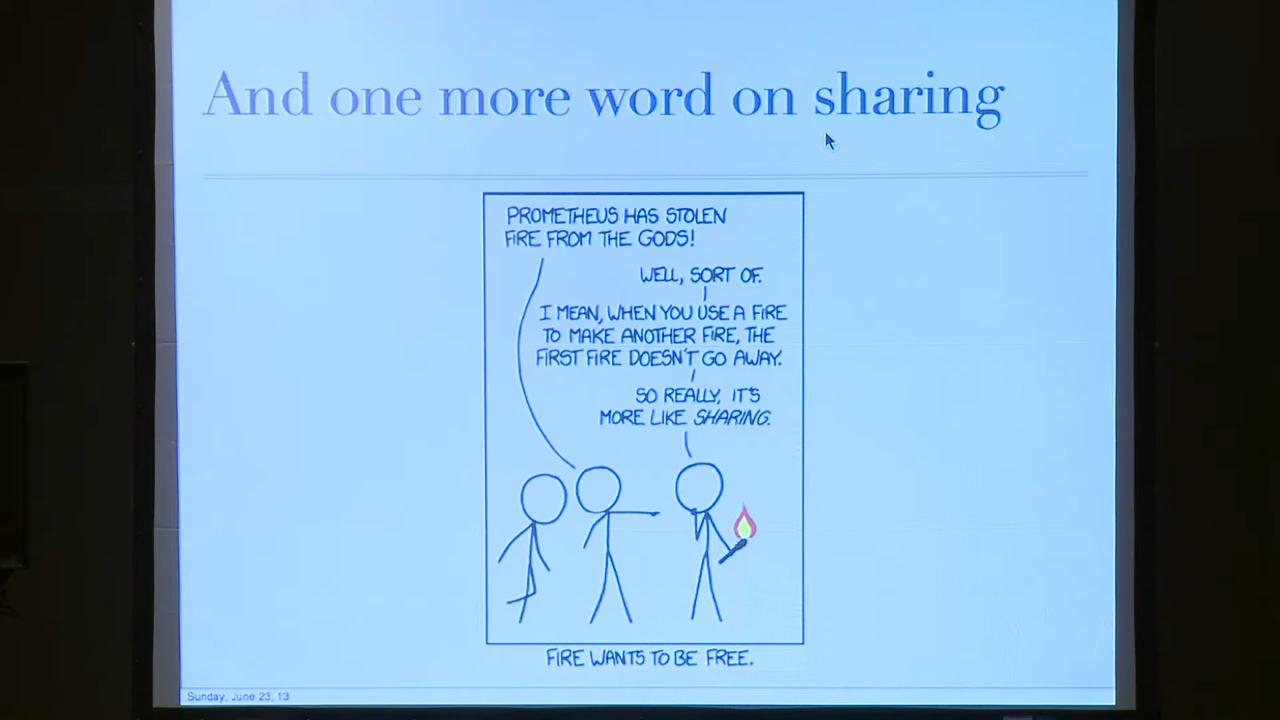 And one more word on sharing
PROMETHEUS HAS STOLEN
FIRE FROM THE GODS!
WELL, SORT OF.
I MEAN, WHEN YOU USE A FIRE
TO MAKE ANOTHER FIRE, THE
FIRST FIRE DOESN'T GO AWAY.
SO REALLY, IT'S
MORE LIKE SHARING.
FIRE WANTS TO BE FREE.
Sunday, June 23, 13